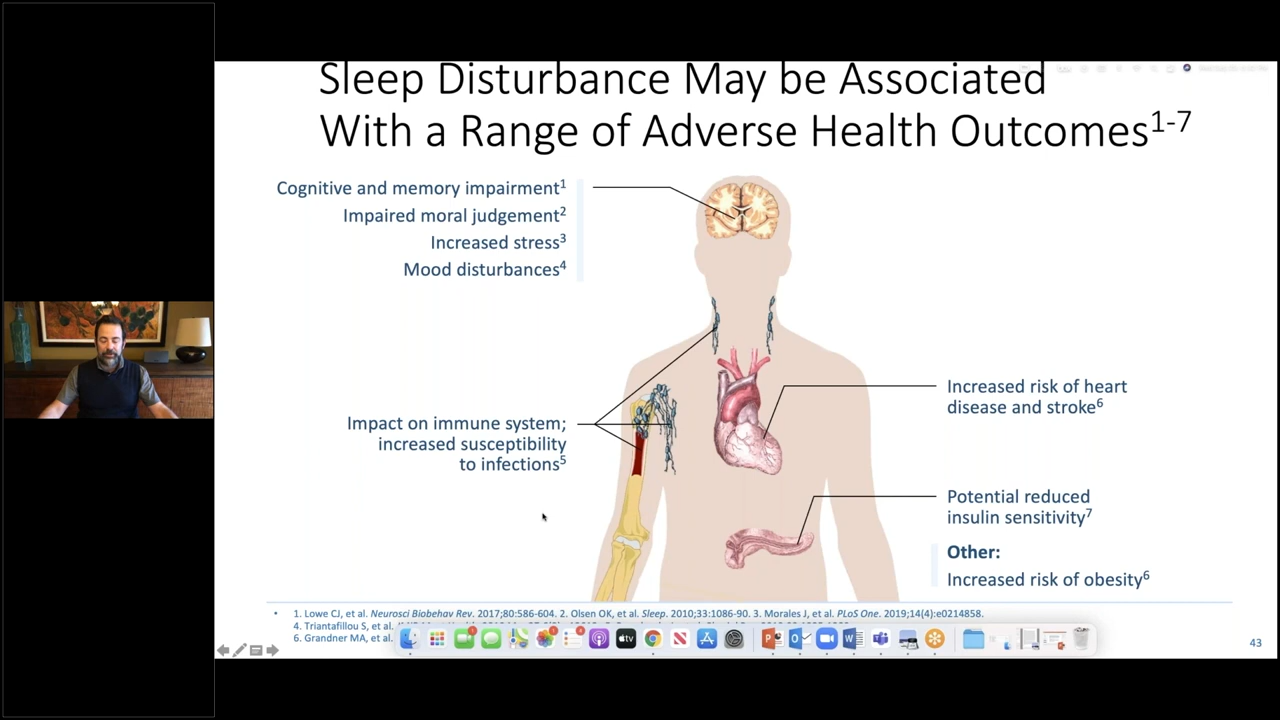 Sleep Disturbance May be Associated
With a Range of Adverse Health Outcomes1-7
Cognitive and memory impairment1
Impaired moral judgement2
Increased stress3
Mood disturbances4
Impact on immune system;
increased susceptibility
to infections5
Increased risk of heart
disease and stroke6
Potential reduced
insulin sensitivity7
Other:
Increased risk of obesity6
• 1. Lowe CJ, et al. Neurosci Biobehav Rev. 2017;80:586-604. 2. Olsen OK, et al. Sleep. 2010;33:1086-90. 3. Morales J, et al. PLoS One. 2019;14(4):e0214858.
4. Triantafillou S, et al.
6. Grandner MA, et al.
43